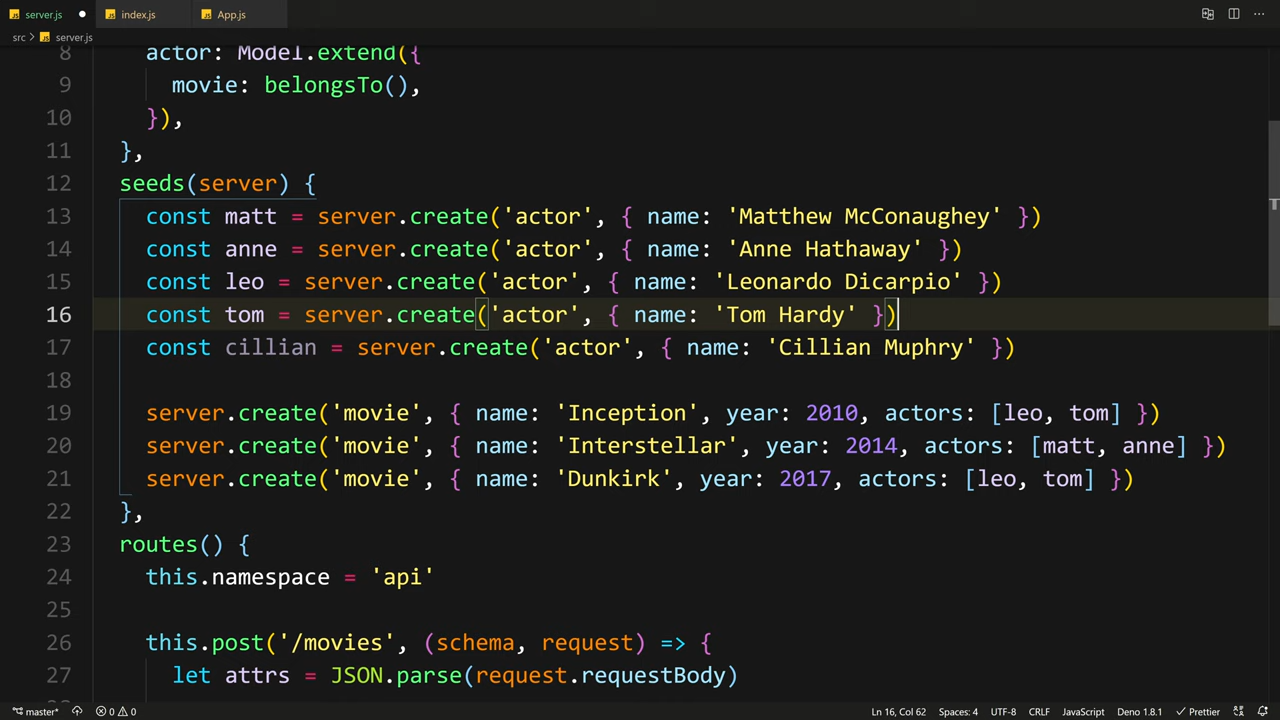 server.js index.js App.js
src > server.js
8 actor: Model.extend({
9 movie: belongsTo(),
10 }),
11 },
12 seeds(server) {
13 const matt = server.create('actor', { name: 'Matthew McConaughey' })
14 const anne = server.create('actor', { name: 'Anne Hathaway' })
15 const leo = server.create('actor', { name: 'Leonardo Dicarpio' })
16 const tom = server.create('actor', { name: 'Tom Hardy' })
17 const cillian = server.create('actor', { name: 'Cillian Muphry' })
18
19 server.create('movie', { name: 'Inception', year: 2010, actors: [leo, tom] })
20 server.create('movie', { name: 'Interstellar', year: 2014, actors: [matt, anne] })
21 server.create('movie', { name: 'Dunkirk', year: 2017, actors: [leo, tom] })
22 },
23 routes() {
24 this.namespace = 'api'
25
26 this.post('/movies', (schema, request) => {
27 let attrs = JSON.parse(request.requestBody)
master* 0 0 Ln 16, Col 62 Spaces: 4 UTF-8 CRLF JavaScript Deno 1.8.1 Prettier